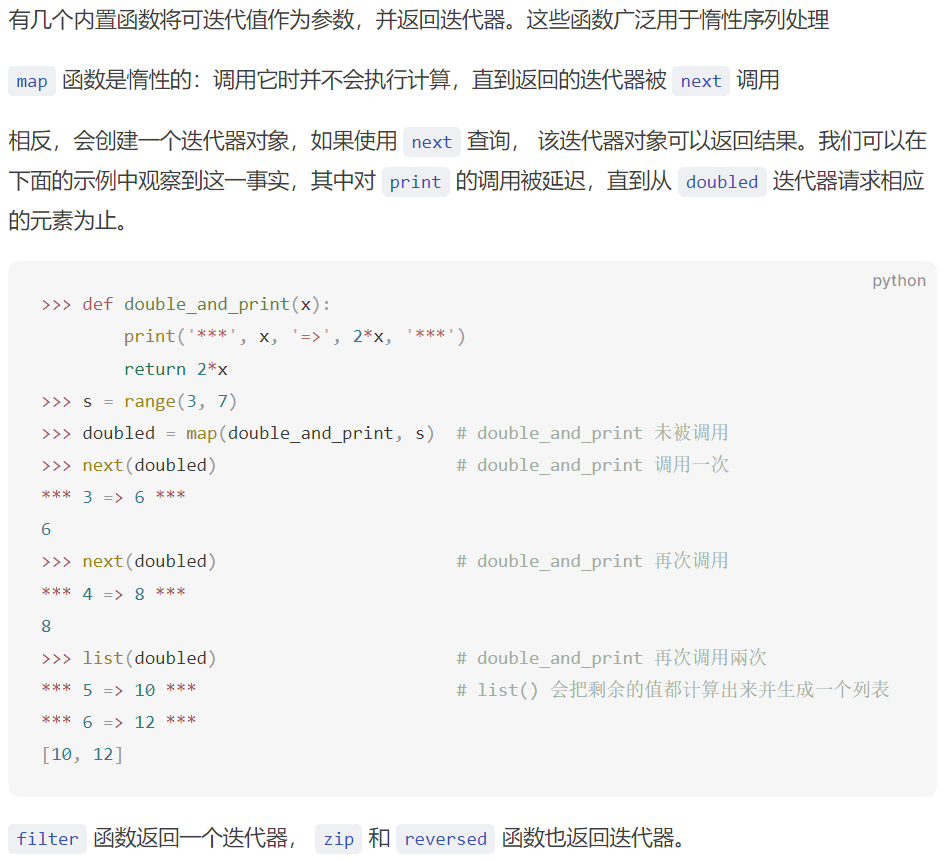 有几个内置函数将可迭代值作为参数，并返回迭代器。这些函数广泛用于惰性序列处理
map 函数是惰性的：调用它时并不会执行计算，直到返回的迭代器被 next 调用
相反，会创建一个迭代器对象，如果使用 next 查询， 该迭代器对象可以返回结果。我们可以在
下面的示例中观察到这一事实，其中对 print 的调用被延迟，直到从 doubled 迭代器请求相应
的元素为止。
python
>>> def double_and_print(x):
        print('***', x, '=>', 2*x, '***')
        return 2*x
>>> s = range(3, 7)
>>> doubled = map(double_and_print, s)  # double_and_print 未被调用
>>> next(doubled)                       # double_and_print 调用一次
*** 3 => 6 ***
6
>>> next(doubled)                       # double_and_print 再次调用
*** 4 => 8 ***
8
>>> list(doubled)                       # double_and_print 再次调用兩次
*** 5 => 10 ***                         # list() 会把剩余的值都计算出来并生成一个列表
*** 6 => 12 ***
[10, 12]
filter 函数返回一个迭代器， zip 和 reversed 函数也返回迭代器。